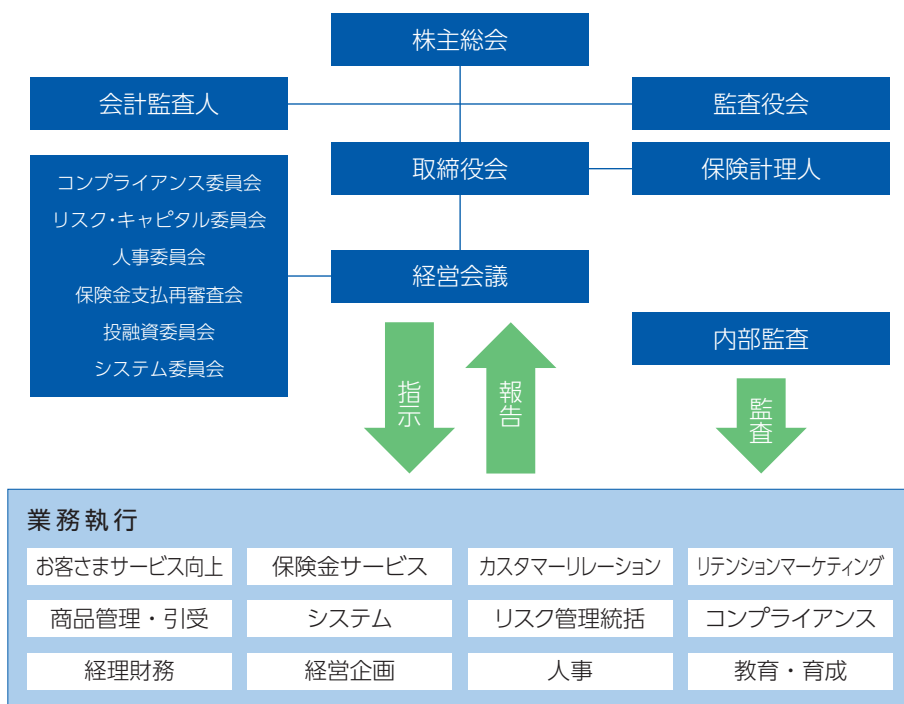 株主総会
会計監査人
監査役会
取締役会
保険計理人
コンプライアンス委員会
リスク・キャピタル委員会
人事委員会
保険金支払再審査会
投融資委員会
システム委員会
経営会議
内部監査
指示
報告
監査
業務執行
お客さまサービス向上
保険金サービス
カスタマーリレーション
リテンションマーケティング
商品管理・引受
システム
リスク管理統括
コンプライアンス
経理財務
経営企画
人事
教育・育成